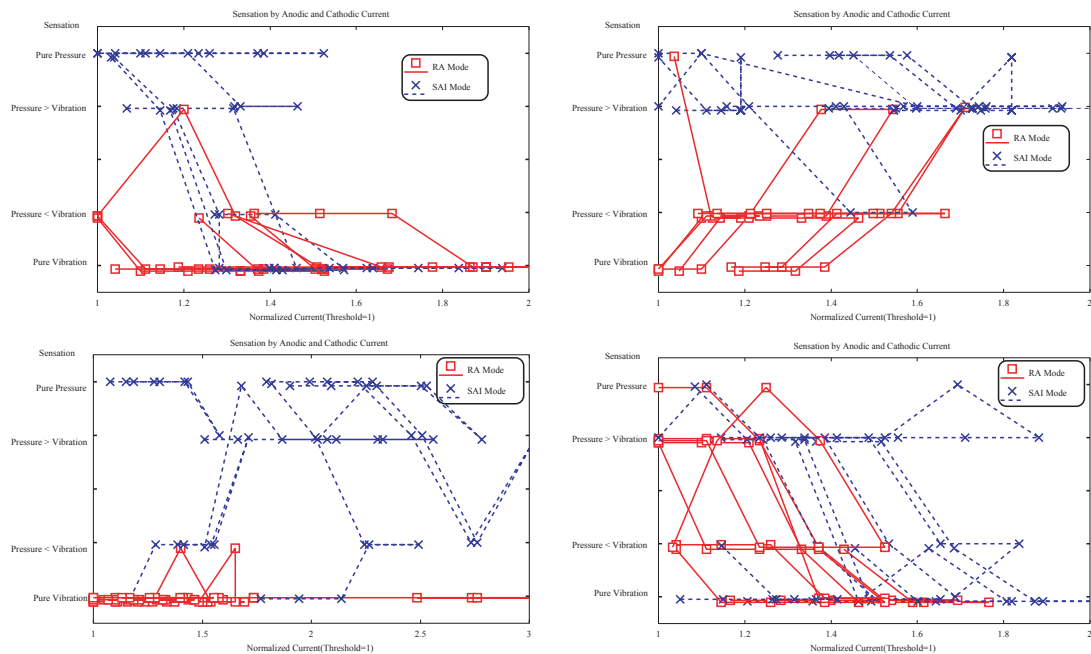 Sensation by Anodic and Cathodic Current
Sensation
Pure Pressure
Pressure > Vibration
Pressure < Vibration
Pure Vibration
RA Mode
SAI Mode
1
1.2
1.4
1.6
1.8
2
Normalized Current(Threshold=1)
Sensation by Anodic and Cathodic Current
Sensation
Pure Pressure
Pressure > Vibration
Pressure < Vibration
Pure Vibration
RA Mode
SAI Mode
1
1.2
1.4
1.6
1.8
2
Normalized Current(Threshold=1)
Sensation by Anodic and Cathodic Current
Sensation
Pure Pressure
Pressure > Vibration
Pressure < Vibration
Pure Vibration
RA Mode
SAI Mode
1
1.5
2
2.5
3
Normalized Current(Threshold=1)
Sensation by Anodic and Cathodic Current
Sensation
Pure Pressure
Pressure > Vibration
Pressure < Vibration
Pure Vibration
RA Mode
SAI Mode
1
1.2
1.4
1.6
1.8
2
Normalized Current(Threshold=1)